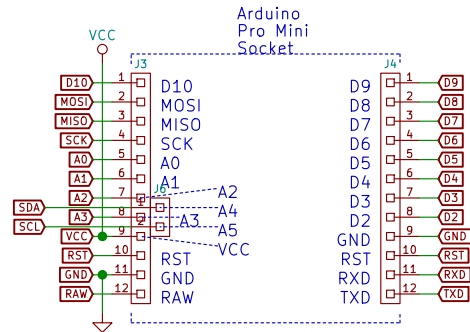 Arduino
Pro Mini
Socket
VCC
J3
J4
D10 1 D10 D9 1 D9
MOSI 2 MOSI D8 2 D8
MISO 3 MISO D7 3 D7
SCK 4 SCK D6 4 D6
A0 5 A0 D5 5 D5
A1 6 A1 D4 6 D4
J6
A2 7 A2 D3 7 D3
SDA 1 A4
A3 8 A3 D2 8 D2
SCL 2 A5
VCC 9 VCC GND 9 GND
RST 10 RST RST 10 RST
GND 11 GND RXD 11 RXD
RAW 12 RAW TXD 12 TXD